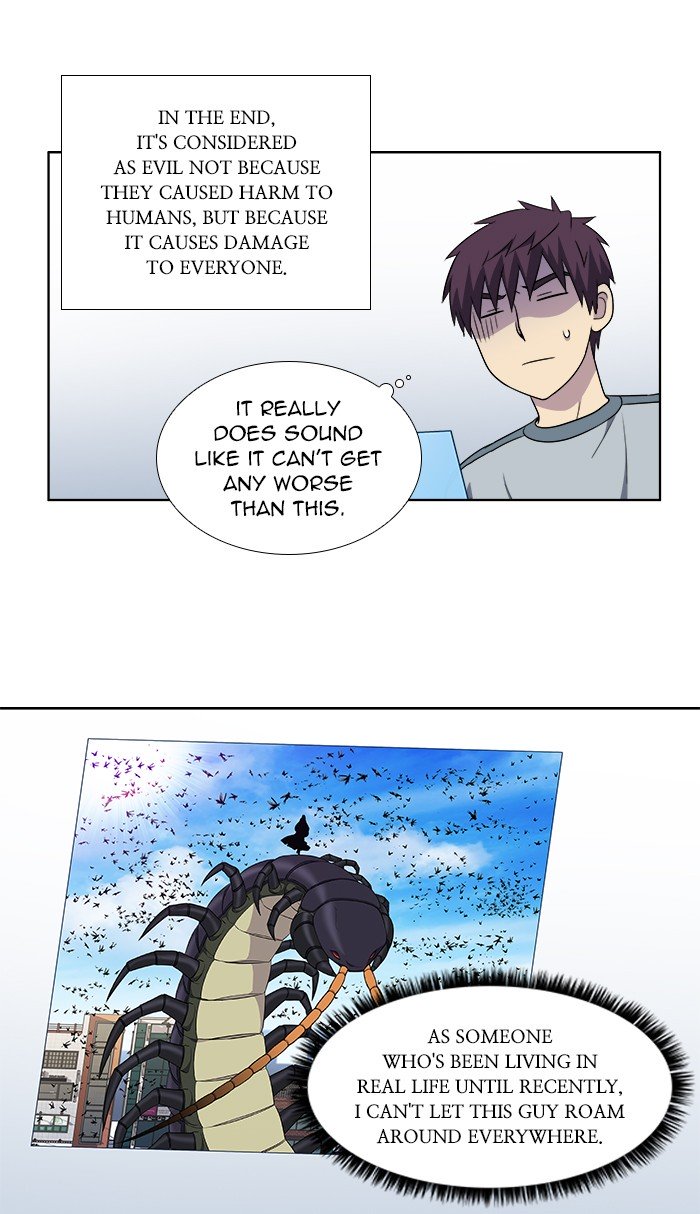 IN THE END,
IT'S CONSIDERED
AS EVIL NOT BECAUSE
THEY CAUSED HARM TO
HUMANS, BUT BECAUSE
IT CAUSES DAMAGE
TO EVERYONE.
IT REALLY
DOES SOUND
LIKE IT CAN'T GET
ANY WORSE
THAN THIS.
AS SOMEONE
WHO'S BEEN LIVING IN
REAL LIFE UNTIL RECENTLY,
I CAN'T LET THIS GUY ROAM
AROUND EVERYWHERE.